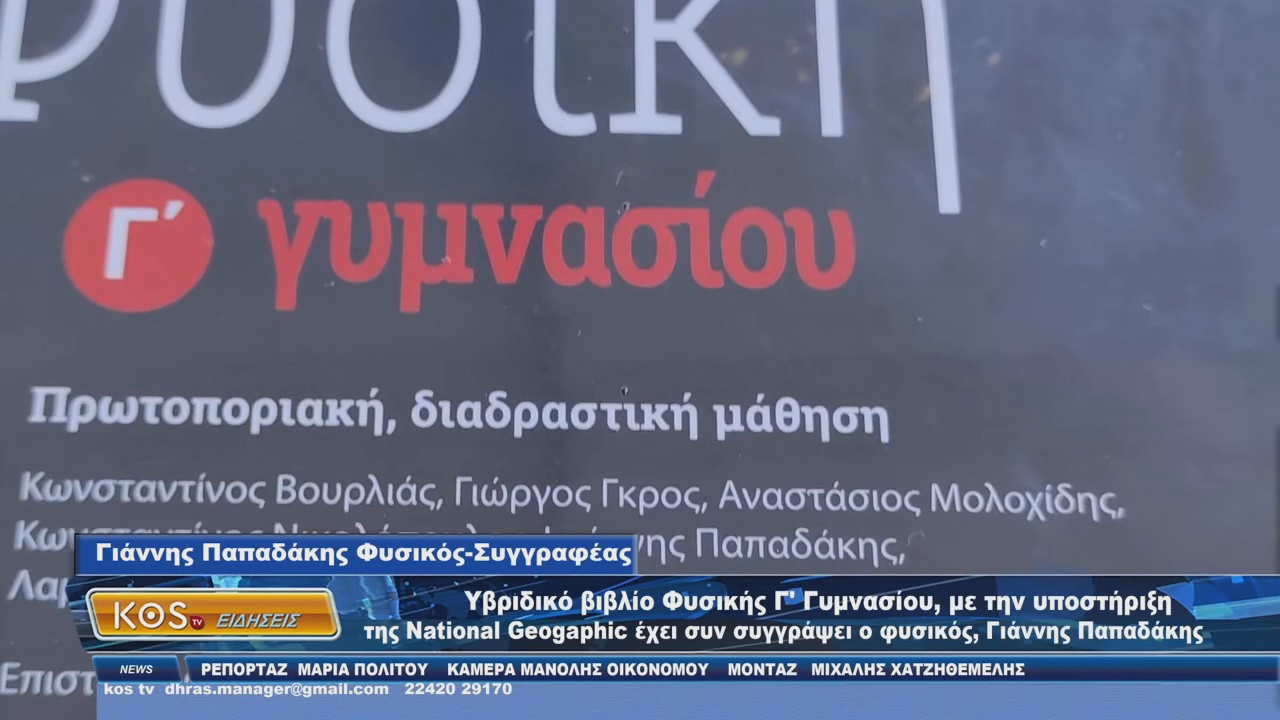 Φυσική
Γ΄ γυμνασίου
Πρωτοποριακή, διαδραστική μάθηση
Κωνσταντίνος Βουρλιάς, Γιώργος Γκρος, Αναστάσιος Μολοχίδης,
Παπαδάκης,
Γιάννης Παπαδάκης Φυσικός-Συγγραφέας
Υβριδικό βιβλίο Φυσικής Γ' Γυμνασίου, με την υποστήριξη
της National Geogaphic έχει συν συγγράψει ο φυσικός, Γιάννης Παπαδάκης
KOS TV ΕΙΔΗΣΕΙΣ
NEWS ΡΕΠΟΡΤΑΖ ΜΑΡΙΑ ΠΟΛΙΤΟΥ ΚΑΜΕΡΑ ΜΑΝΟΛΗΣ ΟΙΚΟΝΟΜΟΥ ΜΟΝΤΑΖ ΜΙΧΑΛΗΣ ΧΑΤΖΗΘΕΜΕΛΗΣ
kos tv dhras.manager@gmail.com 22420 29170